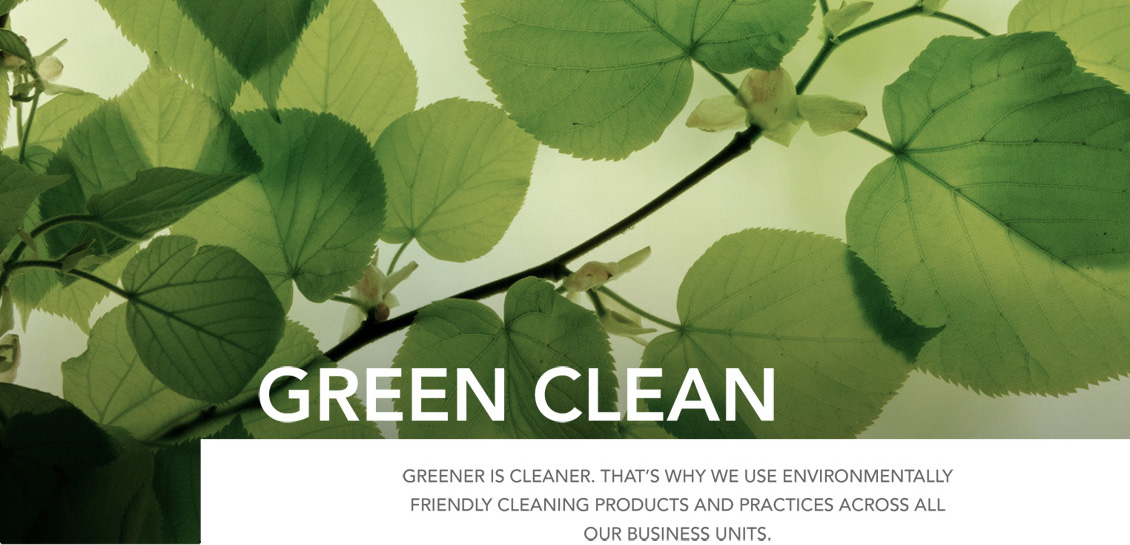 GREEN CLEAN
GREENER IS CLEANER. THAT'S WHY WE USE ENVIRONMENTALLY
FRIENDLY CLEANING PRODUCTS AND PRACTICES ACROSS ALL
OUR BUSINESS UNITS.